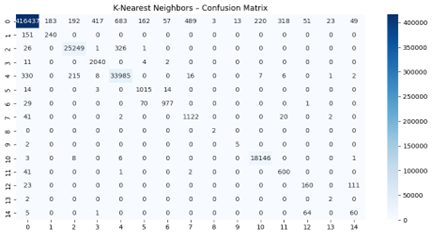 K-Nearest Neighbors – Confusion Matrix
0 416437 183 192 417 683 162 57 489 3 13 220 318 51 23 49
1 151 240 0 0 0 0 0 0 0 0 0 0 0 0 0
2 26 0 25249 1 326 1 0 0 0 0 0 0 0 0 0
3 11 0 0 2040 0 4 2 0 0 0 0 0 0 0 0
4 330 0 215 8 33985 0 0 16 0 0 7 6 0 1 2
5 14 0 0 3 0 1015 14 0 0 0 0 0 0 0 0
6 29 0 0 0 0 70 977 0 0 0 0 0 1 0 0
7 41 0 0 0 2 0 0 1122 0 0 0 20 0 2 0
8 0 0 0 0 0 0 0 0 2 0 0 0 0 0 0
9 2 0 0 0 0 0 0 0 0 5 0 0 0 0 0
10 3 0 8 0 6 0 0 0 0 0 18146 0 0 0 1
11 41 0 0 0 1 0 0 2 0 0 0 600 0 0 0
12 23 0 0 0 0 0 0 0 0 0 0 0 160 0 111
13 0 0 0 0 0 0 0 0 0 0 0 0 0 2 0
14 5 0 0 1 0 0 0 0 0 0 0 0 64 0 60
0 1 2 3 4 5 6 7 8 9 10 11 12 13 14
400000
350000
300000
250000
200000
150000
100000
50000
0